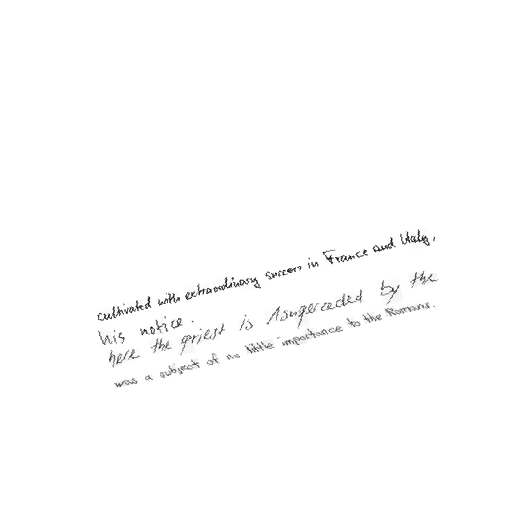 cultivated with extraordinary success in France and Italy,
his notice.
here the priest is superceded by the
was a subject of no little importance to the Romans.